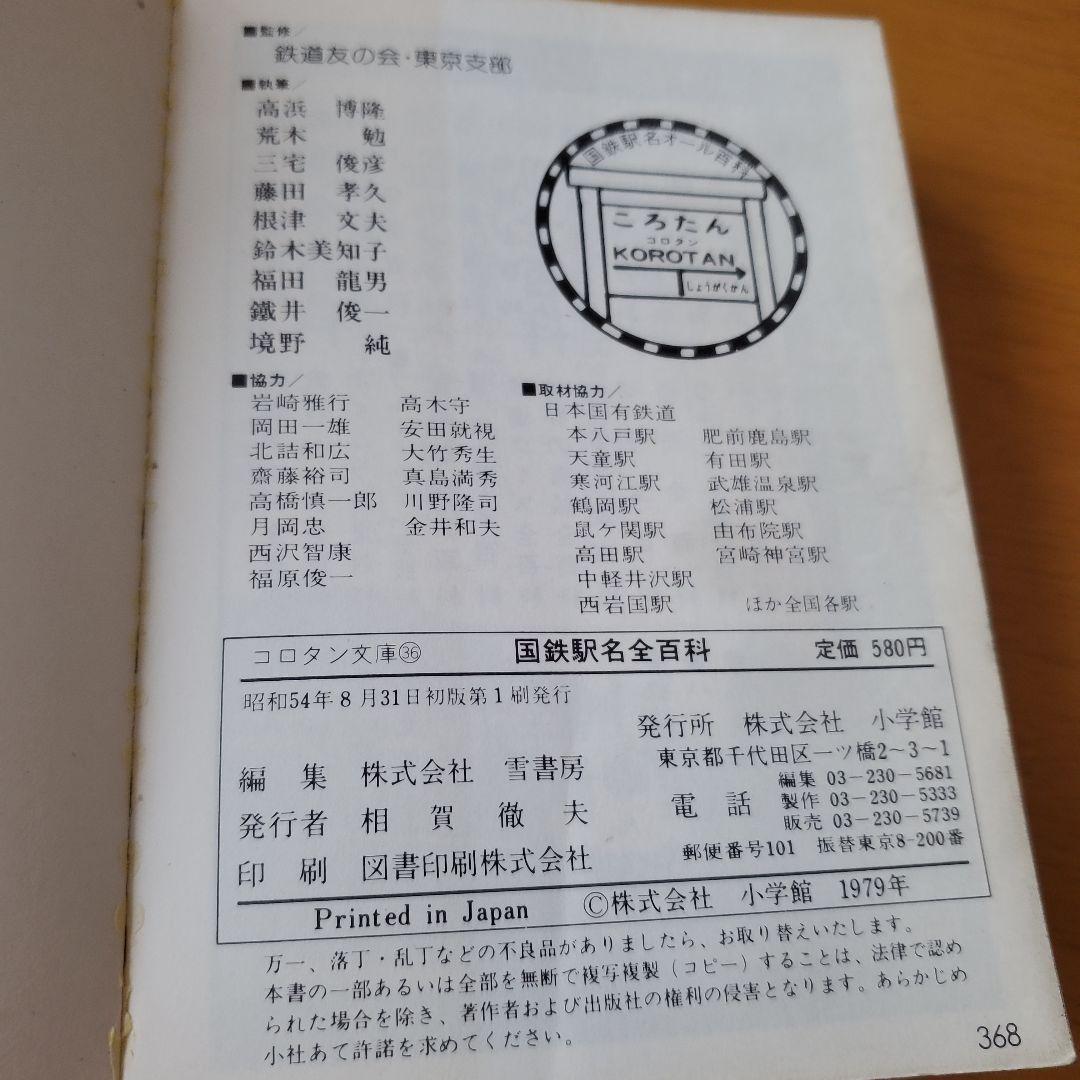 ■監修/
鉄道友の会・東京支部
■執筆/
高浜 博隆
荒木 勉
三宅 俊彦
藤田 孝久
根津 文夫
鈴木美知子
福田 龍男
鐵井 俊一
境野 純
国鉄駅名オール百科
ころたん
コロタン
KOROTAN
しょうがくかん
■協力/
岩崎雅行 高木守
岡田一雄 安田就視
北詰和広 大竹秀生
齋藤裕司 真島満秀
高橋慎一郎 川野隆司
月岡忠 金井和夫
西沢智康
福原俊一
■取材協力/
日本国有鉄道
本八戸駅 肥前鹿島駅
天童駅 有田駅
寒河江駅 武雄温泉駅
鶴岡駅 松浦駅
鼠ケ関駅 由布院駅
高田駅 宮崎神宮駅
中軽井沢駅
西岩国駅 ほか全国各駅
コロタン文庫㊱ 国鉄駅名全百科 定価 580円
昭和54年8月31日初版第1刷発行
発行所 株式会社 小学館
東京都千代田区一ツ橋2〜3〜1
編集 株式会社 雪書房
編集 03-230-5681
発行者 相賀徹夫
電話 製作 03-230-5333
販売 03-230-5739
印刷 図書印刷株式会社
郵便番号101 振替東京8-200番
Printed in Japan ©株式会社 小学館 1979年
万一、落丁・乱丁などの不良品がありましたら、お取り替えいたします。
本書の一部あるいは全部を無断で複写複製(コピー)することは、法律で認め
られた場合を除き、著作者および出版社の権利の侵害となります。あらかじめ
小社あて許諾を求めてください。
368